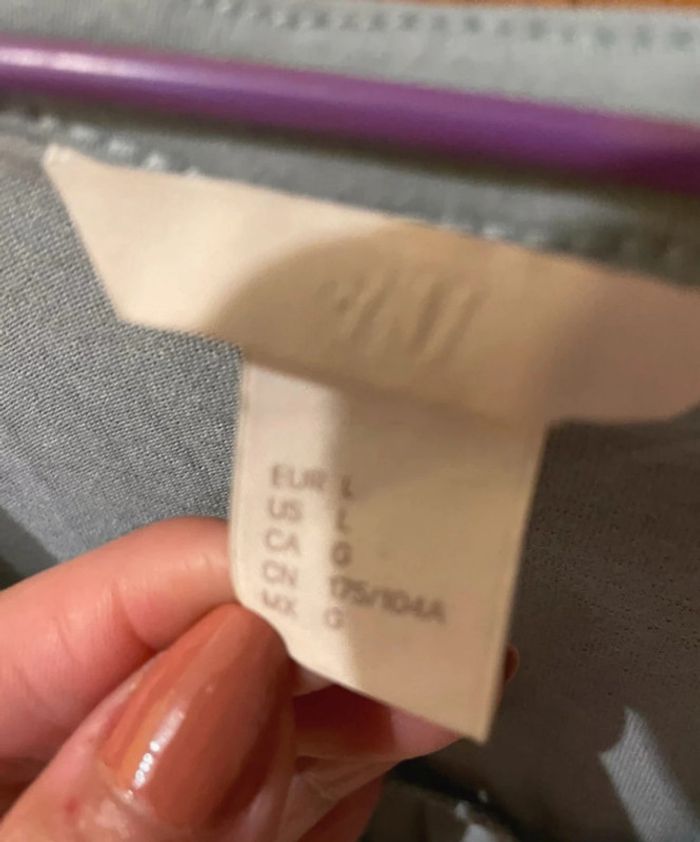 H&M
EUR L
US L
CA G
CN 175/104A
MX G